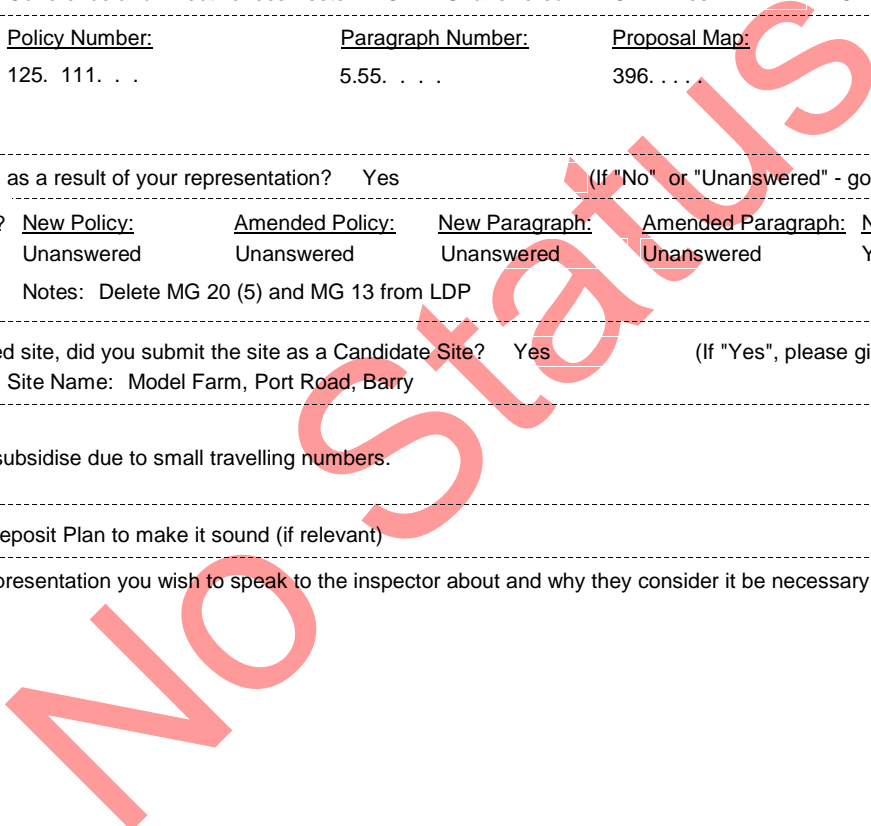 Policy Number: Paragraph Number: Proposal Map:
125. 111. . . 5.55. . . . 396. . . . .
as a result of your representation? Yes (If "No" or "Unanswered" - go
? New Policy: Amended Policy: New Paragraph: Amended Paragraph: N
Unanswered Unanswered Unanswered Unanswered Y
Notes: Delete MG 20 (5) and MG 13 from LDP
ed site, did you submit the site as a Candidate Site? Yes (If "Yes", please gi
Site Name: Model Farm, Port Road, Barry
subsidise due to small travelling numbers.
eposit Plan to make it sound (if relevant)
presentation you wish to speak to the inspector about and why they consider it be necessary
No Status